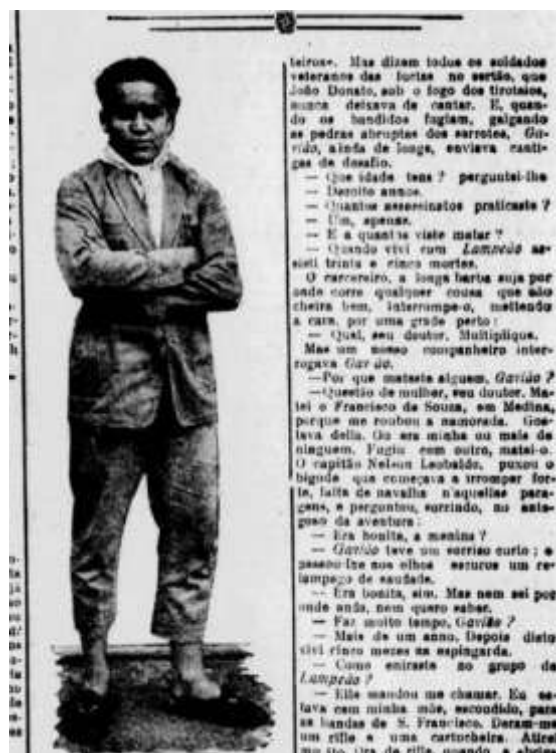 teiros». Mas dizem todos os soldados
veteranos das luctas no sertão, que
João Donato, sob o fogo dos tiroteios,
nunca deixava de cantar. E, quan-
do os bandidos fugiam, galgando
as pedras abruptas dos serrotes, Ga-
vião, ainda de longe, enviava canti-
gas de desafio.
— Que idade tens ? perguntei-lhe
— Dezoito annos.
— Quantos assassinatos praticaste ?
— Um, apenas.
— E a quantos viste matar ?
— Quando vivi com Lampeão as-
sisti trinta e cinco mortes.
O carcereiro, a longa barba suja por
onde corre qualquer cousa que não
cheira bem, interrompe-o, mettendo
a cara, por uma grade perto :
— Qual, seu doutor. Multiplique.
Mas um nosso companheiro inter-
rogava Gavião.
—Por que mataste alguem, Gavião ?
—Questão de mulher, seu doutor. Ma-
tei o Francisco de Souza, em Medina,
porque me roubou a namorada. Gos-
tava della. Ou era minha ou mais de
ninguem. Fugiu com outro, matei-o.
O capitão Nelson Leobaldo, puxou o
bigode que começava a irromper for-
te, falta de navalha n'aquellas para-
gens, e perguntou, sorrindo, no
da aventura :
— Era bonita, a menina ?
— Gavião teve um sorriso curto ; e
passou-lhe nos olhos escuros um re-
lampago de saudade.
— Era bonita, sim. Mas nem sei por
onde anda, nem quero saber.
— Faz muito tempo, Gavião ?
— Mais de um anno. Depois disto
vivi cinco mezes na espingarda.
— Como entraste no grupo de
Lampeão ?
— Elle mandou me chamar. Eu es-
tava com minha mãe, escondido, para
as bandas de S. Francisco. Deram-me
um rifle e uma cartucheira. Atirei